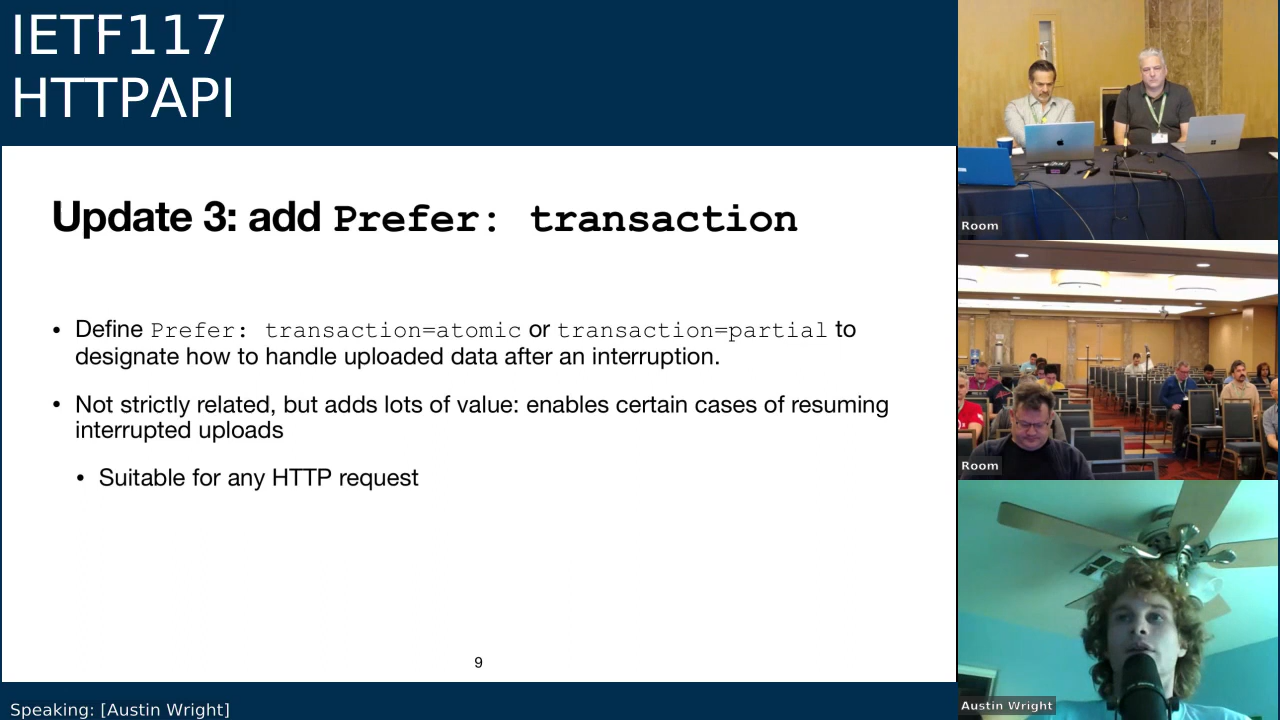 IETF117
HTTPAPI
Update 3: add Prefer: transaction
• Define Prefer: transaction=atomic or transaction=partial to
designate how to handle uploaded data after an interruption.
• Not strictly related, but adds lots of value: enables certain cases of resuming
interrupted uploads
• Suitable for any HTTP request
9
Speaking: [Austin Wright]
Room
Room
Austin Wright